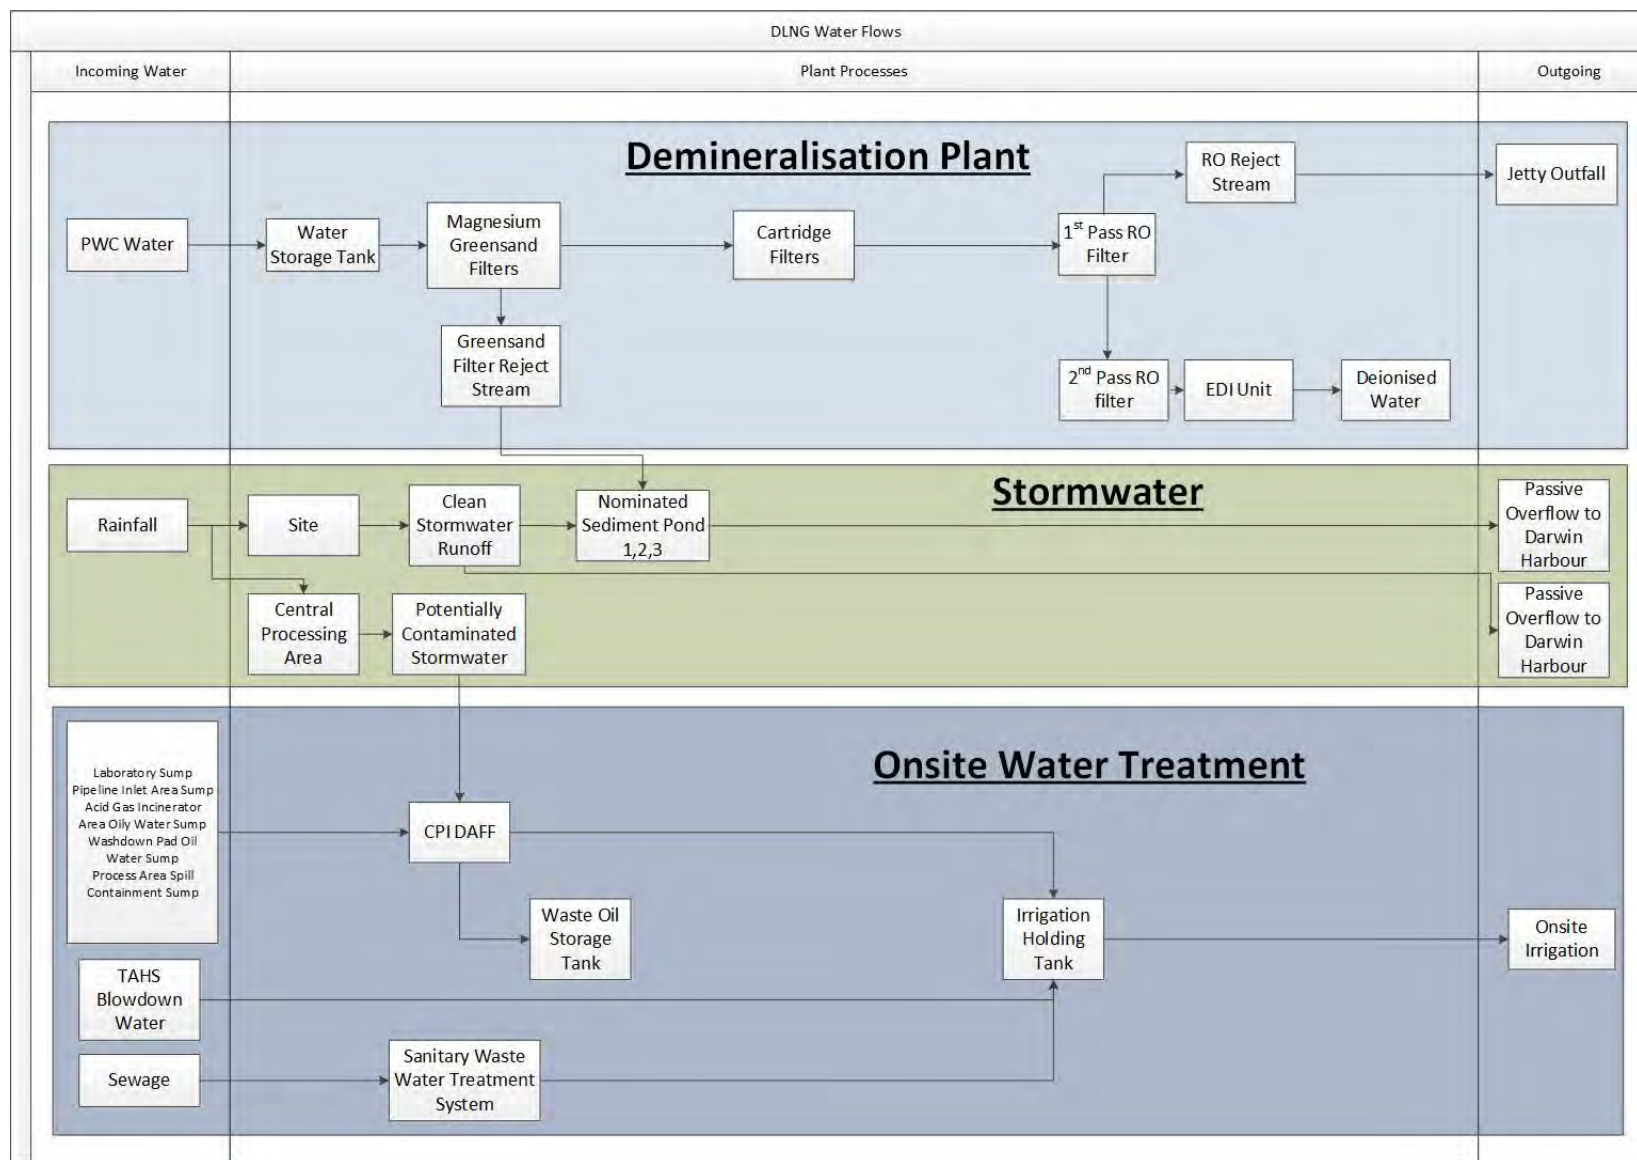 DLNG Water Flows
Incoming Water
Plant Processes
Outgoing
Demineralisation Plant
PWC Water
Water
Storage Tank
Magnesium
Greensand
Filters
Greensand
Filter Reject
Stream
Cartridge
Filters
1st Pass RO
Filter
RO Reject
Stream
Jetty Outfall
2nd Pass RO
filter
EDI Unit
Deionised
Water
Stormwater
Rainfall
Site
Clean
Stormwater
Runoff
Nominated
Sediment Pond
1,2,3
Passive
Overflow to
Darwin
Harbour
Central
Processing
Area
Potentially
Contaminated
Stormwater
Passive
Overflow to
Darwin
Harbour
Onsite Water Treatment
Laboratory Sump
Pipeline Inlet Area Sump
Acid Gas Incinerator
Area Oily Water Sump
Washdown Pad Oil
Water Sump
Process Area Spill
Containment Sump
CPI DAFF
Waste Oil
Storage
Tank
Irrigation
Holding
Tank
Onsite
Irrigation
TAHS
Blowdown
Water
Sewage
Sanitary Waste
Water Treatment
System